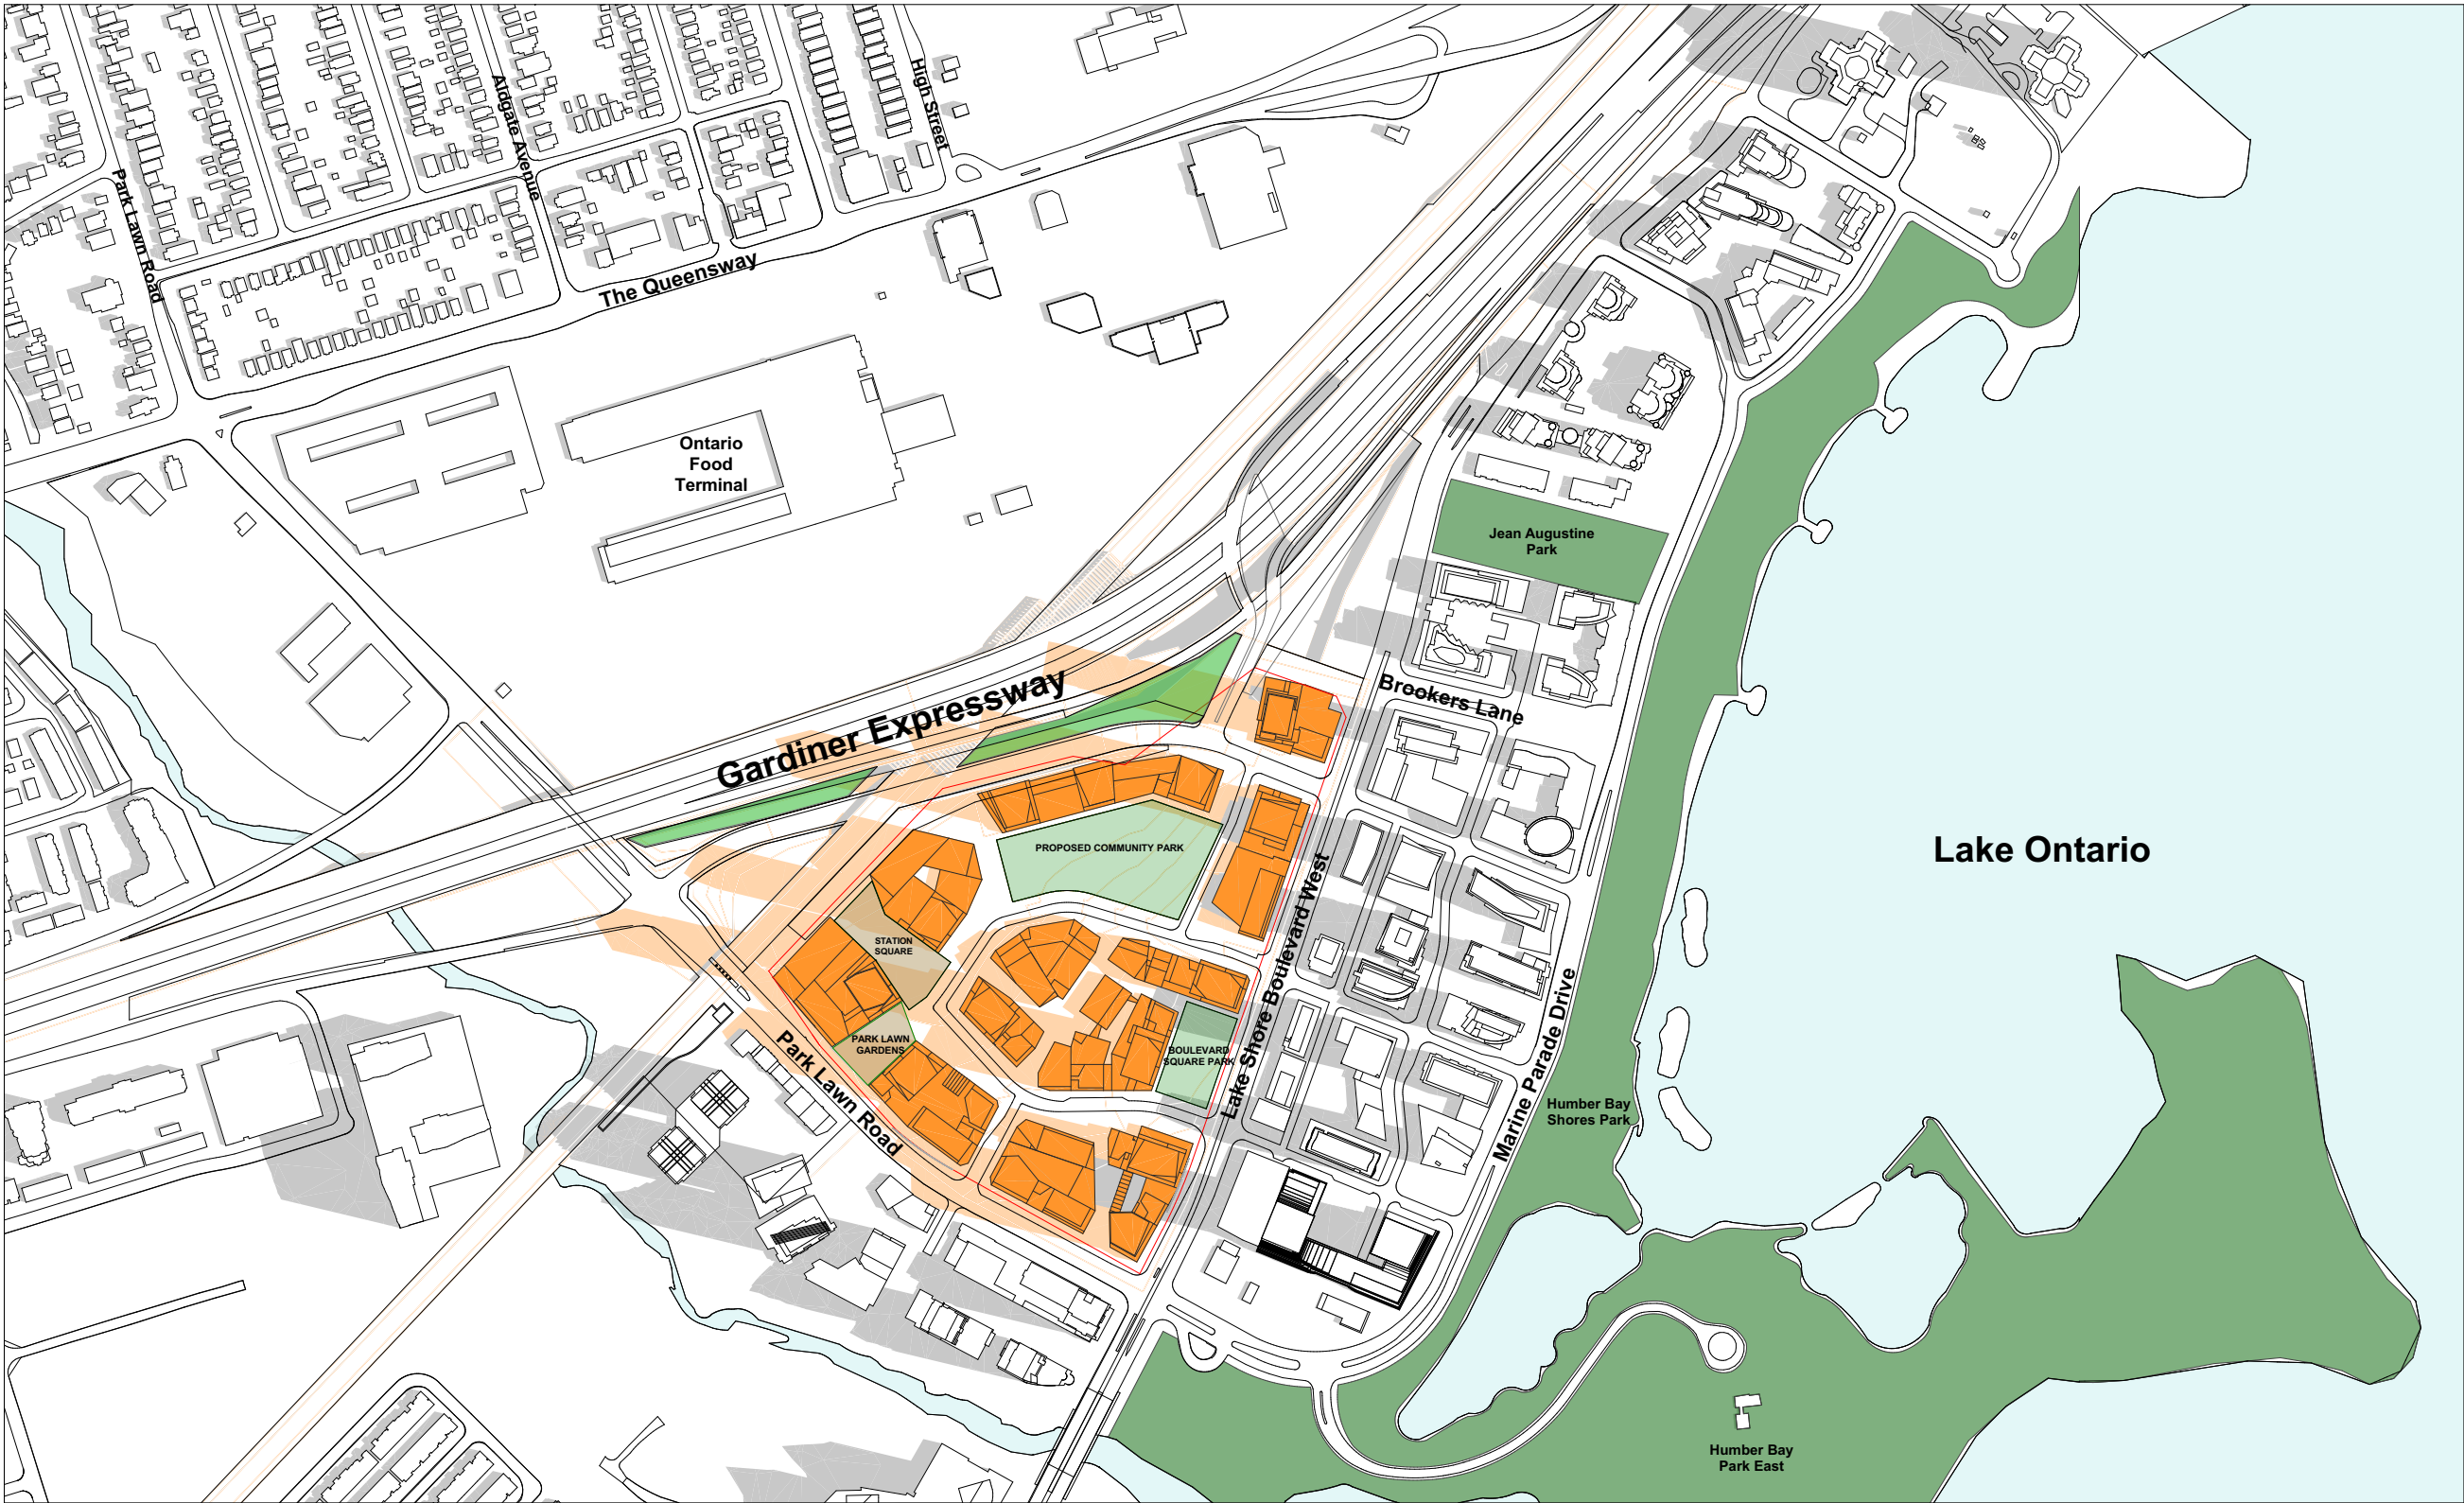 High Street
Aldgate Avenue
Park Lawn Road
The Queensway
Ontario
Food
Terminal
Jean Augustine
Park
Gardiner Expressway
Brookers Lane
PROPOSED COMMUNITY PARK
Lake Ontario
STATION
SQUARE
Lake Shore Boulevard West
PARK LAWN
GARDENS
BOULEVARD
SQUARE PARK
Park Lawn Road
Marine Parade Drive
Humber Bay
Shores Park
Humber Bay
Park East